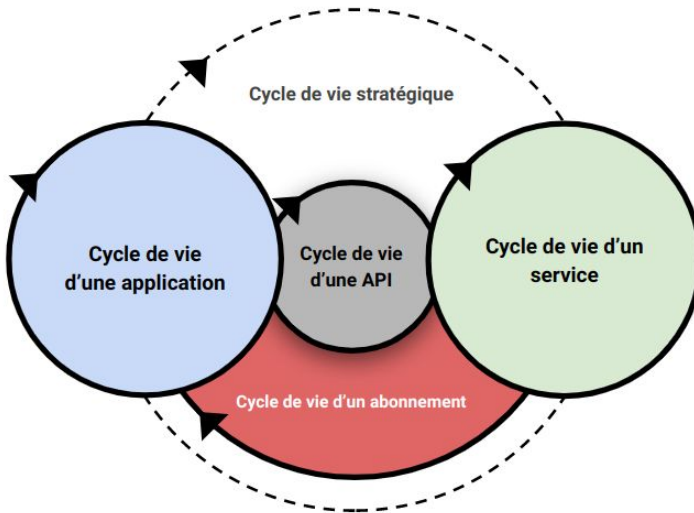 Cycle de vie stratégique
Cycle de vie
d’une application
Cycle de vie
d’une API
Cycle de vie d’un
service
Cycle de vie d’un abonnement